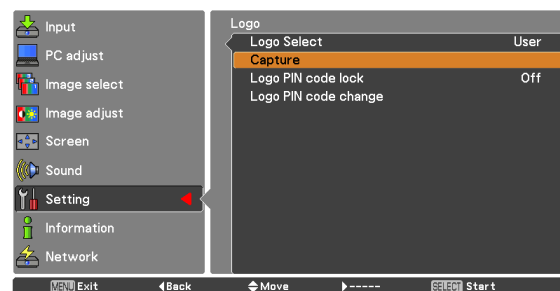 Input
PC adjust
Image select
Image adjust
Screen
Sound
Setting
Information
Network
Logo
Logo Select User
Capture
Logo PIN code lock Off
Logo PIN code change
MENU Exit Back Move ----- SELECT Start